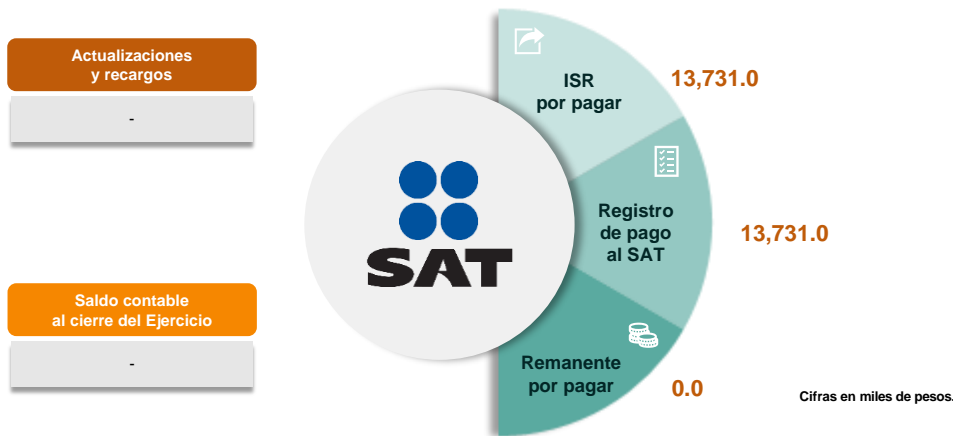 Actualizaciones
y recargos
-
Saldo contable
al cierre del Ejercicio
-
SAT
ISR
por pagar
13,731.0
Registro
de pago
al SAT
13,731.0
Remanente
por pagar
0.0
Cifras en miles de pesos.